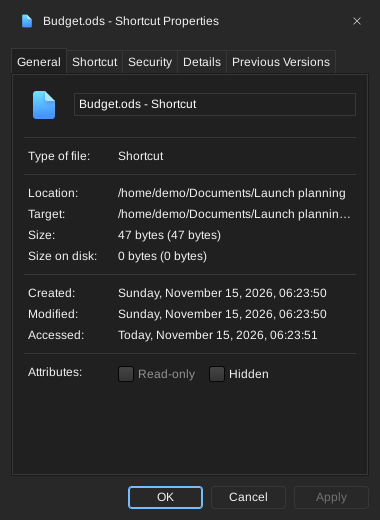 Budget.ods - Shortcut Properties
General Shortcut Security Details Previous Versions
Budget.ods - Shortcut
Type of file: Shortcut
Location: /home/demo/Documents/Launch planning
Target: /home/demo/Documents/Launch plannin...
Size: 47 bytes (47 bytes)
Size on disk: 0 bytes (0 bytes)
Created: Sunday, November 15, 2026, 06:23:50
Modified: Sunday, November 15, 2026, 06:23:50
Accessed: Today, November 15, 2026, 06:23:51
Attributes: Read-only Hidden
OK Cancel Apply